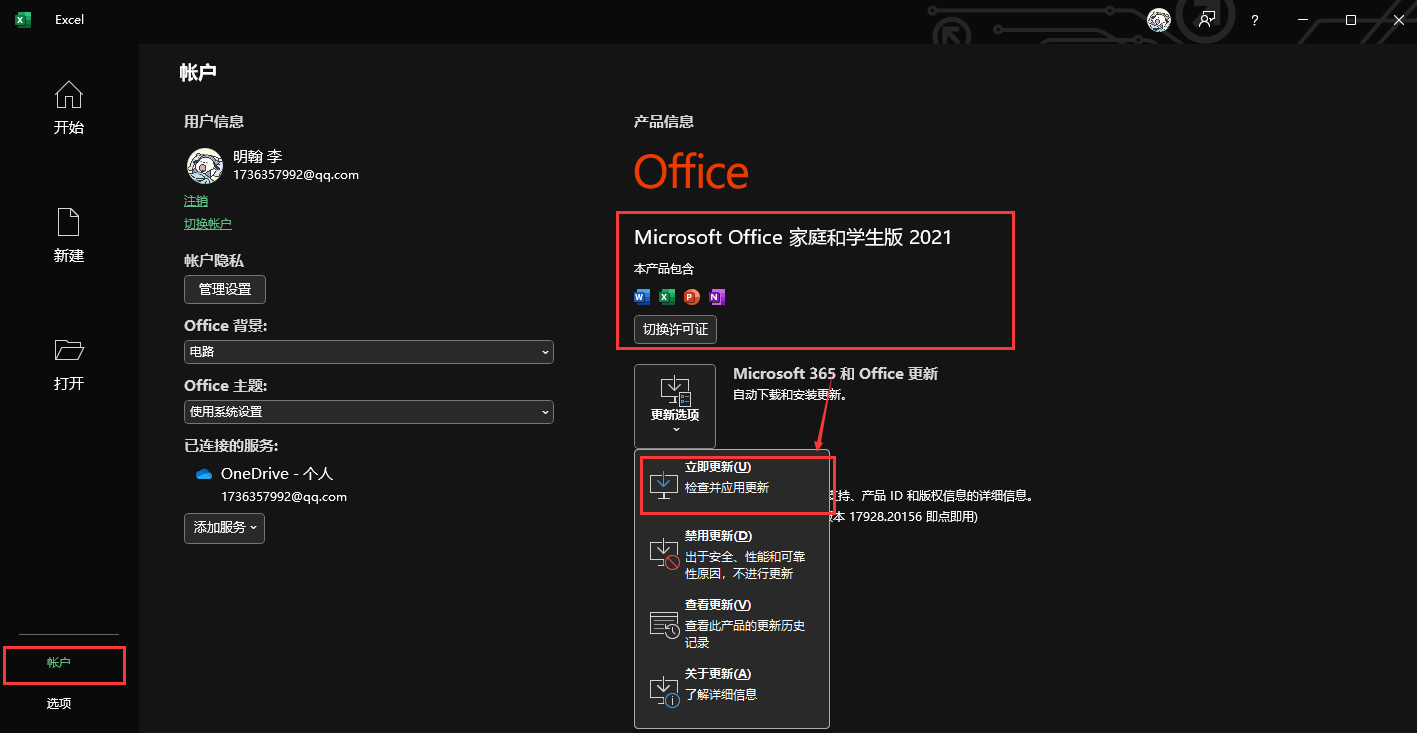 Excel
?
开始
新建
打开
帐户
选项
帐户
用户信息
明翰 李
1736357992@qq.com
注销
切换帐户
帐户隐私
管理设置
Office 背景:
电路
Office 主题:
使用系统设置
已连接的服务:
OneDrive - 个人
1736357992@qq.com
添加服务
产品信息
Office
Microsoft Office 家庭和学生版 2021
本产品包含
切换许可证
更新选项
Microsoft 365 和 Office 更新
自动下载和安装更新。
立即更新(U)
检查并应用更新
支持、产品 ID 和版权信息的详细信息。
版本 17928.20156 即点即用)
禁用更新(D)
出于安全、性能和可靠
性原因，不进行更新
查看更新(V)
查看此产品的更新历史
记录
关于更新(A)
了解详细信息